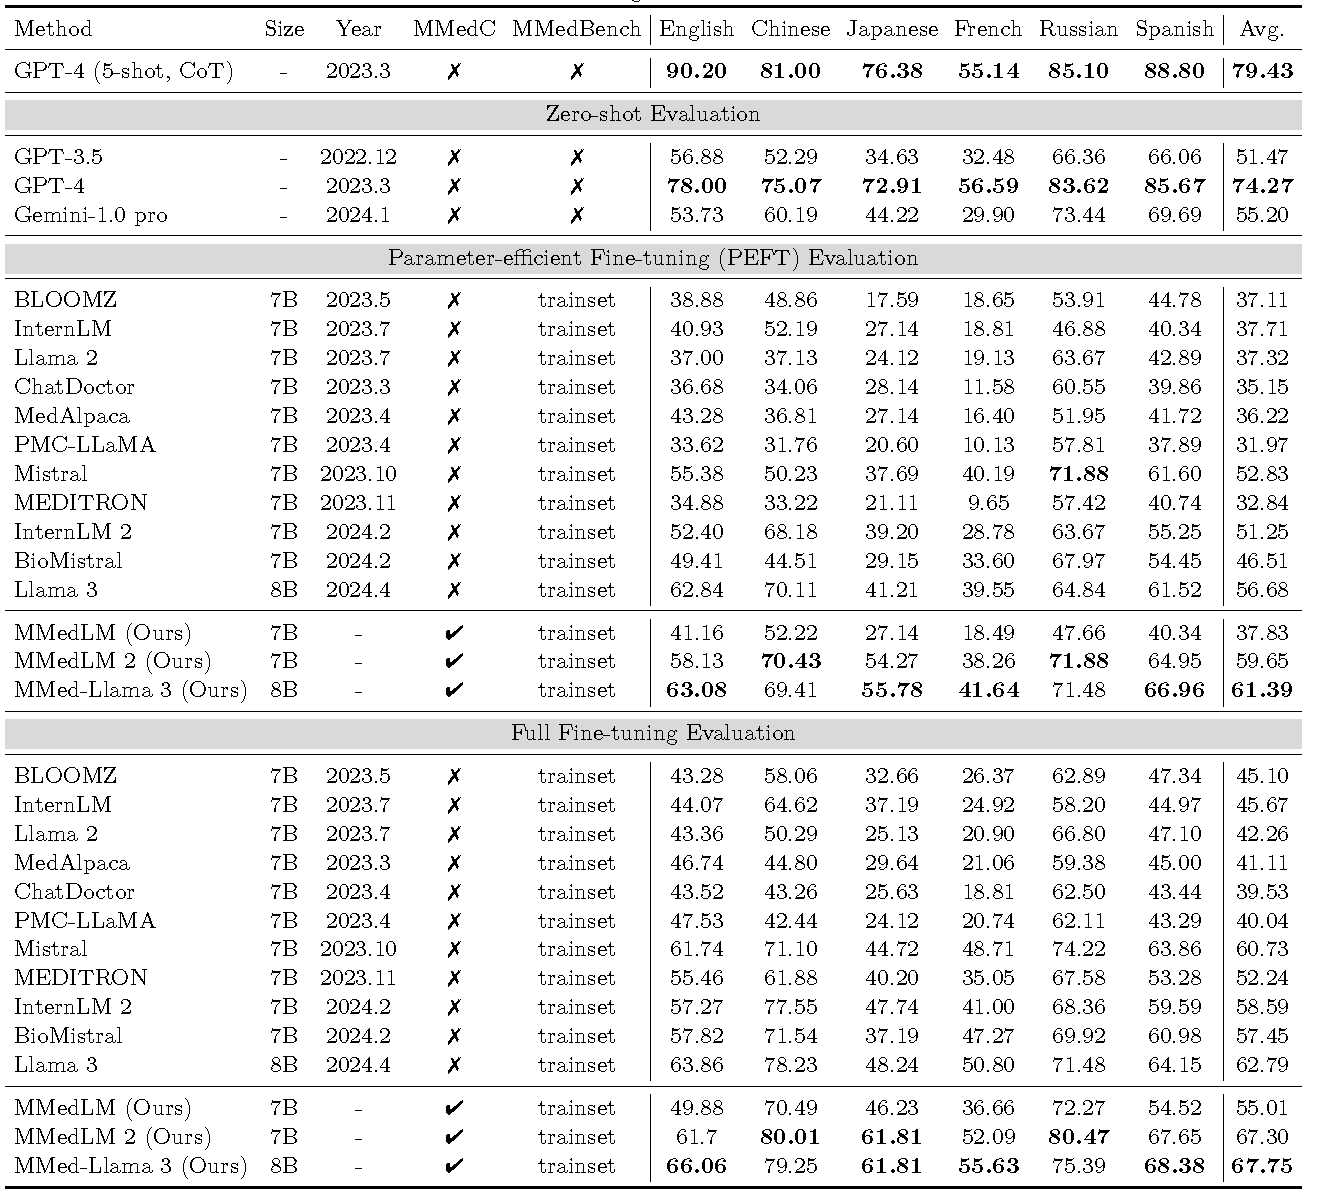 Method Size Year MMedC MMedBench English Chinese Japanese French Russian Spanish Avg.
GPT-4 (5-shot, CoT) - 2023.3 ✗ ✗ 90.20 81.00 76.38 55.14 85.10 88.80 79.43
Zero-shot Evaluation
GPT-3.5 - 2022.12 ✗ ✗ 56.88 52.29 34.63 32.48 66.36 66.06 51.47
GPT-4 - 2023.3 ✗ ✗ 78.00 75.07 72.91 56.59 83.62 85.67 74.27
Gemini-1.0 pro - 2024.1 ✗ ✗ 53.73 60.19 44.22 29.90 73.44 69.69 55.20
Parameter-efficient Fine-tuning (PEFT) Evaluation
BLOOMZ 7B 2023.5 ✗ trainset 38.88 48.86 17.59 18.65 53.91 44.78 37.11
InternLM 7B 2023.7 ✗ trainset 40.93 52.19 27.14 18.81 46.88 40.34 37.71
Llama 2 7B 2023.7 ✗ trainset 37.00 37.13 24.12 19.13 63.67 42.89 37.32
ChatDoctor 7B 2023.3 ✗ trainset 36.68 34.06 28.14 11.58 60.55 39.86 35.15
MedAlpaca 7B 2023.4 ✗ trainset 43.28 36.81 27.14 16.40 51.95 41.72 36.22
PMC-LLaMA 7B 2023.4 ✗ trainset 33.62 31.76 20.60 10.13 57.81 37.89 31.97
Mistral 7B 2023.10 ✗ trainset 55.38 50.23 37.69 40.19 71.88 61.60 52.83
MEDITRON 7B 2023.11 ✗ trainset 34.88 33.22 21.11 9.65 57.42 40.74 32.84
InternLM 2 7B 2024.2 ✗ trainset 52.40 68.18 39.20 28.78 63.67 55.25 51.25
BioMistral 7B 2024.2 ✗ trainset 49.41 44.51 29.15 33.60 67.97 54.45 46.51
Llama 3 8B 2024.4 ✗ trainset 62.84 70.11 41.21 39.55 64.84 61.52 56.68
MMedLM (Ours) 7B - ✔ trainset 41.16 52.22 27.14 18.49 47.66 40.34 37.83
MMedLM 2 (Ours) 7B - ✔ trainset 58.13 70.43 54.27 38.26 71.88 64.95 59.65
MMed-Llama 3 (Ours) 8B - ✔ trainset 63.08 69.41 55.78 41.64 71.48 66.96 61.39
Full Fine-tuning Evaluation
BLOOMZ 7B 2023.5 ✗ trainset 43.28 58.06 32.66 26.37 62.89 47.34 45.10
InternLM 7B 2023.7 ✗ trainset 44.07 64.62 37.19 24.92 58.20 44.97 45.67
Llama 2 7B 2023.7 ✗ trainset 43.36 50.29 25.13 20.90 66.80 47.10 42.26
MedAlpaca 7B 2023.3 ✗ trainset 46.74 44.80 29.64 21.06 59.38 45.00 41.11
ChatDoctor 7B 2023.4 ✗ trainset 43.52 43.26 25.63 18.81 62.50 43.44 39.53
PMC-LLaMA 7B 2023.4 ✗ trainset 47.53 42.44 24.12 20.74 62.11 43.29 40.04
Mistral 7B 2023.10 ✗ trainset 61.74 71.10 44.72 48.71 74.22 63.86 60.73
MEDITRON 7B 2023.11 ✗ trainset 55.46 61.88 40.20 35.05 67.58 53.28 52.24
InternLM 2 7B 2024.2 ✗ trainset 57.27 77.55 47.74 41.00 68.36 59.59 58.59
BioMistral 7B 2024.2 ✗ trainset 57.82 71.54 37.19 47.27 69.92 60.98 57.45
Llama 3 8B 2024.4 ✗ trainset 63.86 78.23 48.24 50.80 71.48 64.15 62.79
MMedLM (Ours) 7B - ✔ trainset 49.88 70.49 46.23 36.66 72.27 54.52 55.01
MMedLM 2 (Ours) 7B - ✔ trainset 61.7 80.01 61.81 52.09 80.47 67.65 67.30
MMed-Llama 3 (Ours) 8B - ✔ trainset 66.06 79.25 61.81 55.63 75.39 68.38 67.75